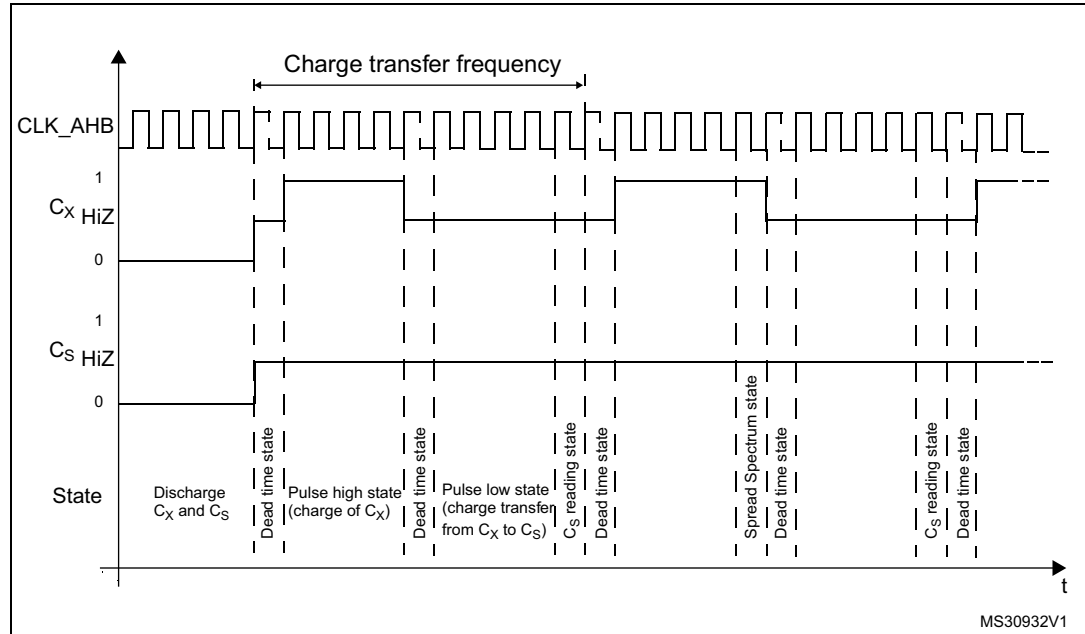 Charge transfer frequency
CLK_AHB
1
CX HiZ
0
1
CS HiZ
0
State
Discharge
CX and CS
Dead time state
Pulse high state
(charge of CX)
Dead time state
Pulse low state
(charge transfer
from CX to CS)
CS reading state
Dead time state
Spread Spectrum state
Dead time state
CS reading state
Dead time state
t
MS30932V1